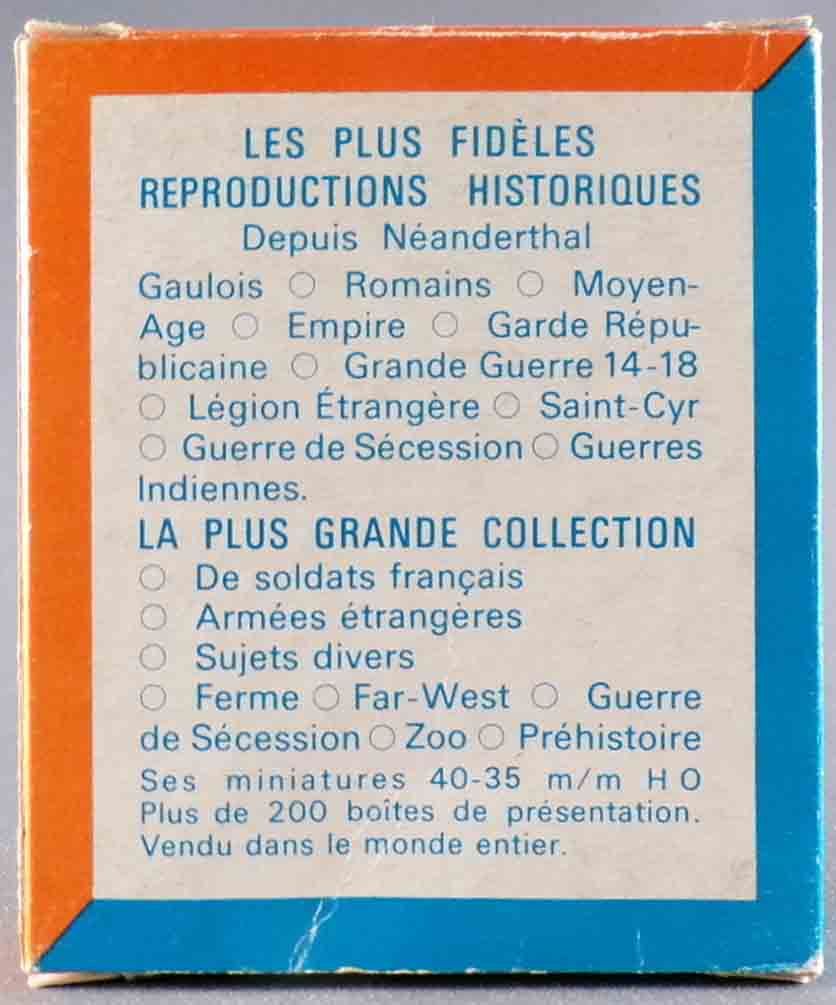 LES PLUS FIDÈLES
REPRODUCTIONS HISTORIQUES
Depuis Néanderthal
Gaulois ○ Romains ○ Moyen-
Age ○ Empire ○ Garde Répu-
blicaine ○ Grande Guerre 14-18
○ Légion Étrangère ○ Saint-Cyr
○ Guerre de Sécession ○ Guerres
Indiennes.
LA PLUS GRANDE COLLECTION
○ De soldats français
○ Armées étrangères
○ Sujets divers
○ Ferme ○ Far-West ○ Guerre
de Sécession ○ Zoo ○ Préhistoire
Ses miniatures 40-35 m/m H O
Plus de 200 boîtes de présentation.
Vendu dans le monde entier.